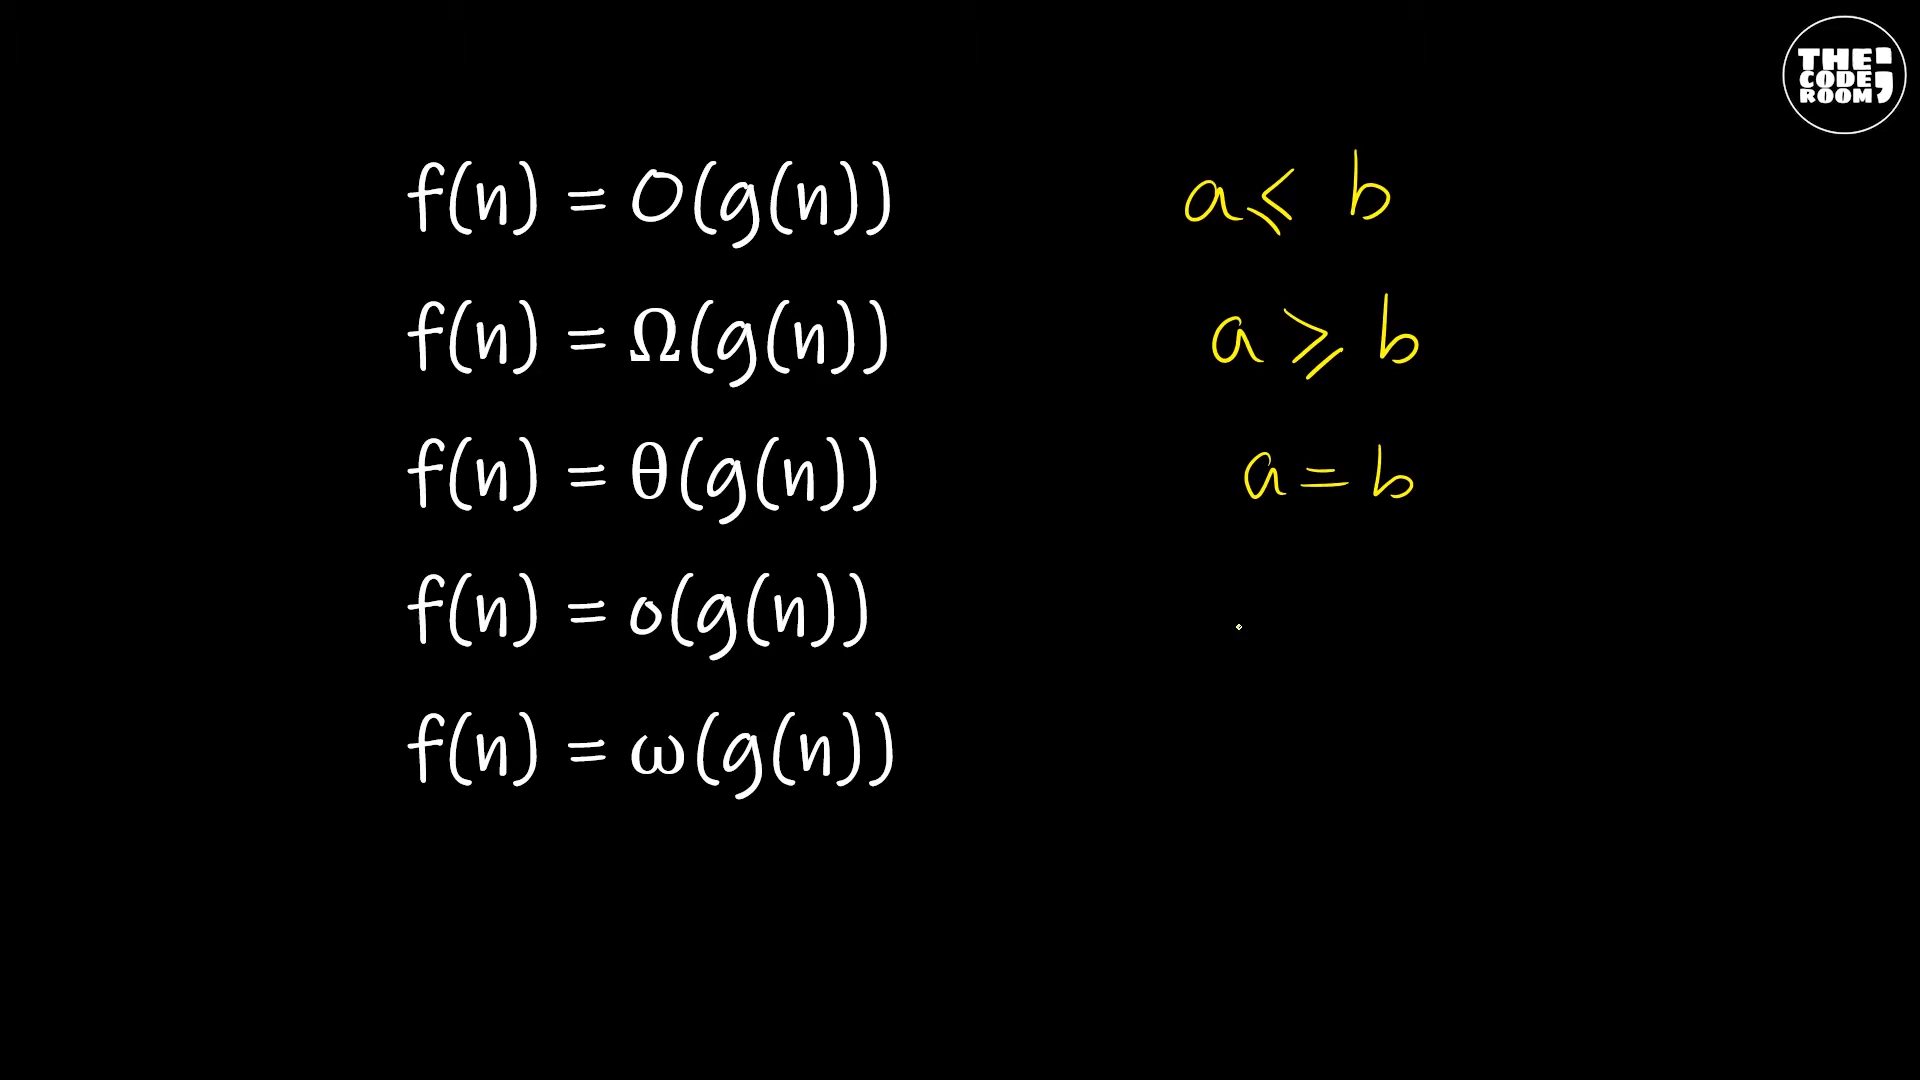 THE
CODE;
ROOM
f(n) = O(g(n)) a ⩽ b
f(n) = Ω(g(n)) a ⩾ b
f(n) = θ(g(n)) a = b
f(n) = o(g(n))
f(n) = ω(g(n))